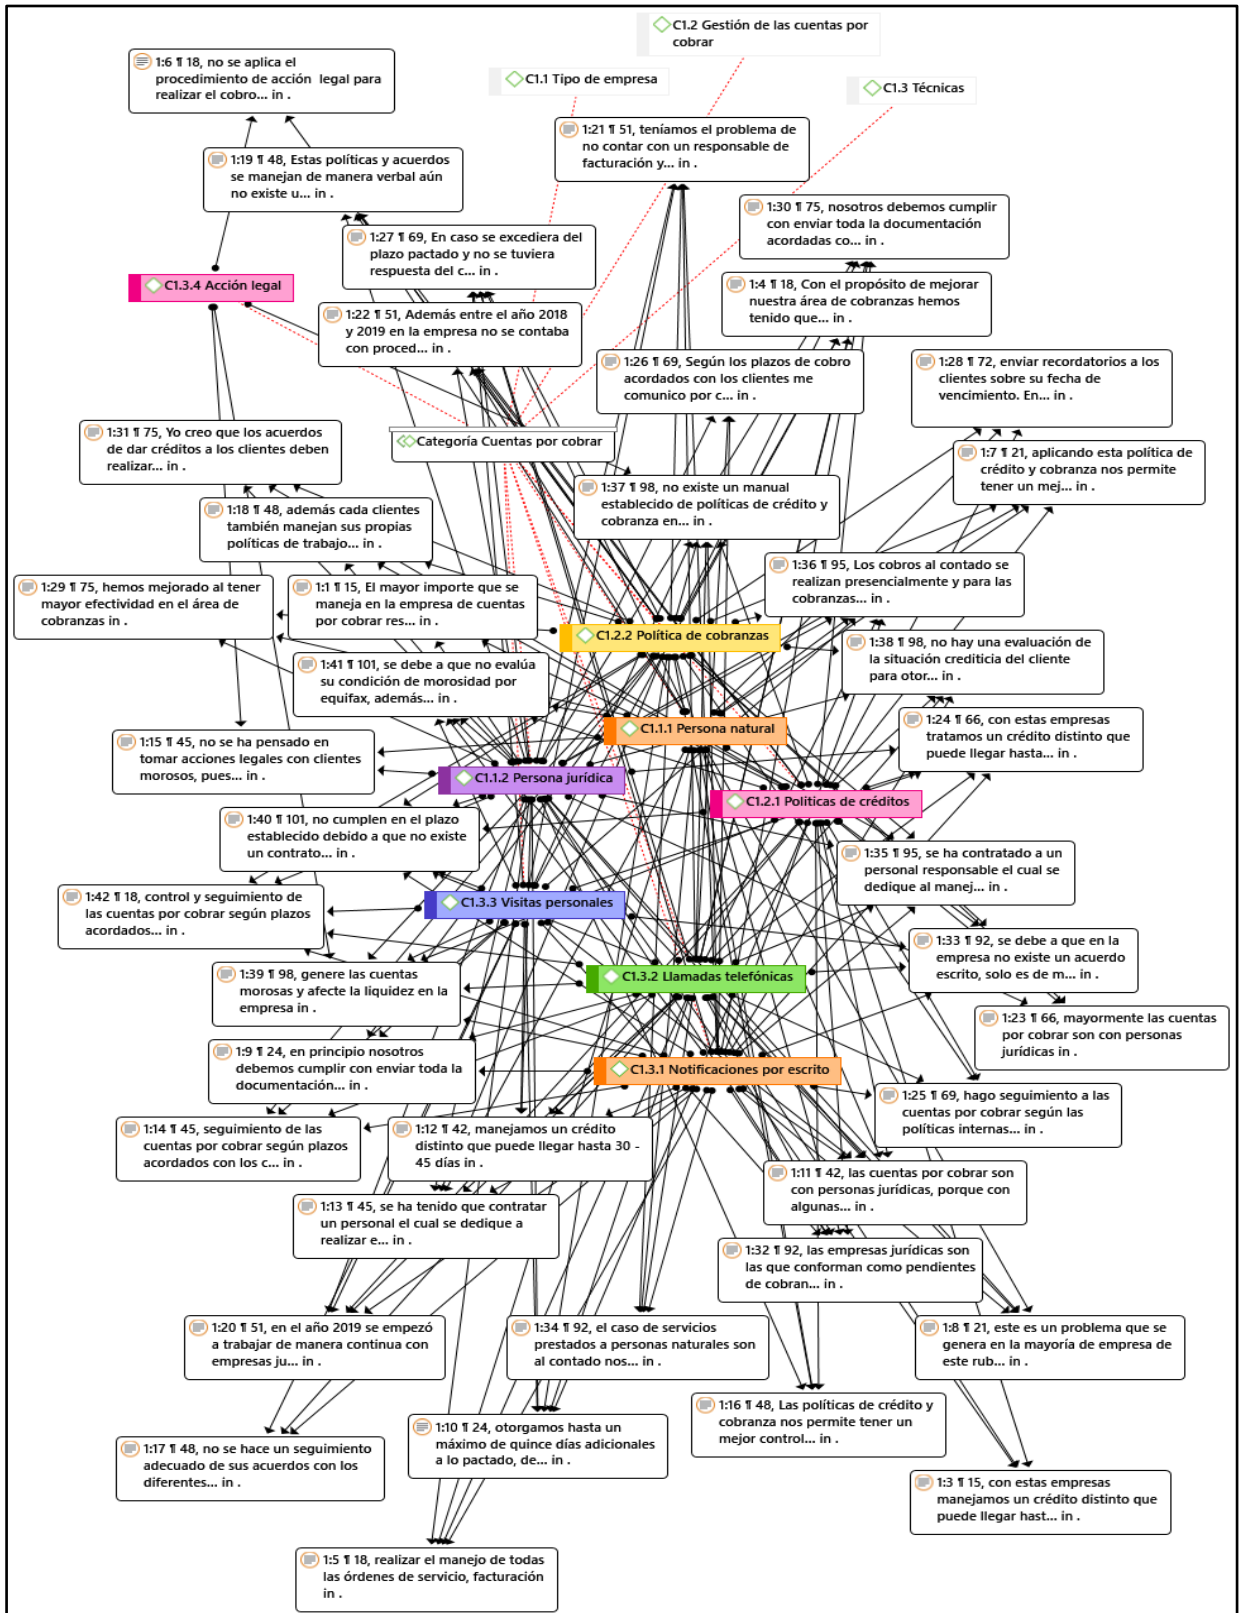 C1.2 Gestión de las cuentas por
cobrar
1:6 ¶ 18, no se aplica el
procedimiento de acción legal para
realizar el cobro... in .
C1.1 Tipo de empresa
C1.3 Técnicas
1:21 ¶ 51, teníamos el problema de
no contar con un responsable de
facturación y... in .
1:19 ¶ 48, Estas políticas y acuerdos
se manejan de manera verbal aún
no existe u... in .
1:30 ¶ 75, nosotros debemos cumplir
con enviar toda la documentación
acordadas co... in .
1:27 ¶ 69, En caso se excediera del
plazo pactado y no se tuviera
respuesta del c... in .
C1.3.4 Acción legal
1:4 ¶ 18, Con el propósito de mejorar
nuestra área de cobranzas hemos
tenido que... in .
1:22 ¶ 51, Además entre el año 2018
y 2019 en la empresa no se contaba
con proced... in .
1:26 ¶ 69, Según los plazos de cobro
acordados con los clientes me
comunico por c... in .
1:28 ¶ 72, enviar recordatorios a los
clientes sobre su fecha de
vencimiento. En... in .
1:31 ¶ 75, Yo creo que los acuerdos
de dar créditos a los clientes deben
realizar... in .
Categoría Cuentas por cobrar
1:7 ¶ 21, aplicando esta política de
crédito y cobranza nos permite
tener un mej... in .
1:37 ¶ 98, no existe un manual
establecido de políticas de crédito y
cobranza en... in .
1:18 ¶ 48, además cada clientes
también manejan sus propias
políticas de trabajo... in .
1:36 ¶ 95, Los cobros al contado se
realizan presencialmente y para las
cobranzas... in .
1:29 ¶ 75, hemos mejorado al tener
mayor efectividad en el área de
cobranzas in .
1:1 ¶ 15, El mayor importe que se
maneja en la empresa de cuentas
por cobrar res... in .
C1.2.2 Política de cobranzas
1:38 ¶ 98, no hay una evaluación de
la situación crediticia del cliente
para otor... in .
1:41 ¶ 101, se debe a que no evalúa
su condición de morosidad por
equifax, además... in .
C1.1.1 Persona natural
1:24 ¶ 66, con estas empresas
tratamos un crédito distinto que
puede llegar hasta... in .
1:15 ¶ 45, no se ha pensado en
tomar acciones legales con clientes
morosos, pues... in .
C1.1.2 Persona jurídica
C1.2.1 Políticas de créditos
1:40 ¶ 101, no cumplen en el plazo
establecido debido a que no existe
un contrato... in .
1:35 ¶ 95, se ha contratado a un
personal responsable el cual se
dedique al manej... in .
1:42 ¶ 18, control y seguimiento de
las cuentas por cobrar según plazos
acordados... in .
C1.3.3 Visitas personales
1:33 ¶ 92, se debe a que en la
empresa no existe un acuerdo
escrito, solo es de m... in .
1:39 ¶ 98, genere las cuentas
morosas y afecte la liquidez en la
empresa in .
C1.3.2 Llamadas telefónicas
1:23 ¶ 66, mayormente las cuentas
por cobrar son con personas
jurídicas in .
1:9 ¶ 24, en principio nosotros
debemos cumplir con enviar toda la
documentación... in .
C1.3.1 Notificaciones por escrito
1:25 ¶ 69, hago seguimiento a las
cuentas por cobrar según las
políticas internas... in .
1:14 ¶ 45, seguimiento de las
cuentas por cobrar según plazos
acordados con los c... in .
1:12 ¶ 42, manejamos un crédito
distinto que puede llegar hasta 30 -
45 días in .
1:11 ¶ 42, las cuentas por cobrar son
con personas jurídicas, porque con
algunas... in .
1:13 ¶ 45, se ha tenido que contratar
un personal el cual se dedique a
realizar e... in .
1:32 ¶ 92, las empresas jurídicas son
las que conforman como pendientes
de cobran... in .
1:20 ¶ 51, en el año 2019 se empezó
a trabajar de manera continua con
empresas ju... in .
1:34 ¶ 92, el caso de servicios
prestados a personas naturales son
al contado nos... in .
1:8 ¶ 21, este es un problema que se
genera en la mayoría de empresa de
este rub... in .
1:16 ¶ 48, Las políticas de crédito y
cobranza nos permite tener un
mejor control... in .
1:10 ¶ 24, otorgamos hasta un
máximo de quince días adicionales
a lo pactado, de... in .
1:17 ¶ 48, no se hace un seguimiento
adecuado de sus acuerdos con los
diferentes... in .
1:3 ¶ 15, con estas empresas
manejamos un crédito distinto que
puede llegar hast... in .
1:5 ¶ 18, realizar el manejo de todas
las órdenes de servicio, facturación
in .